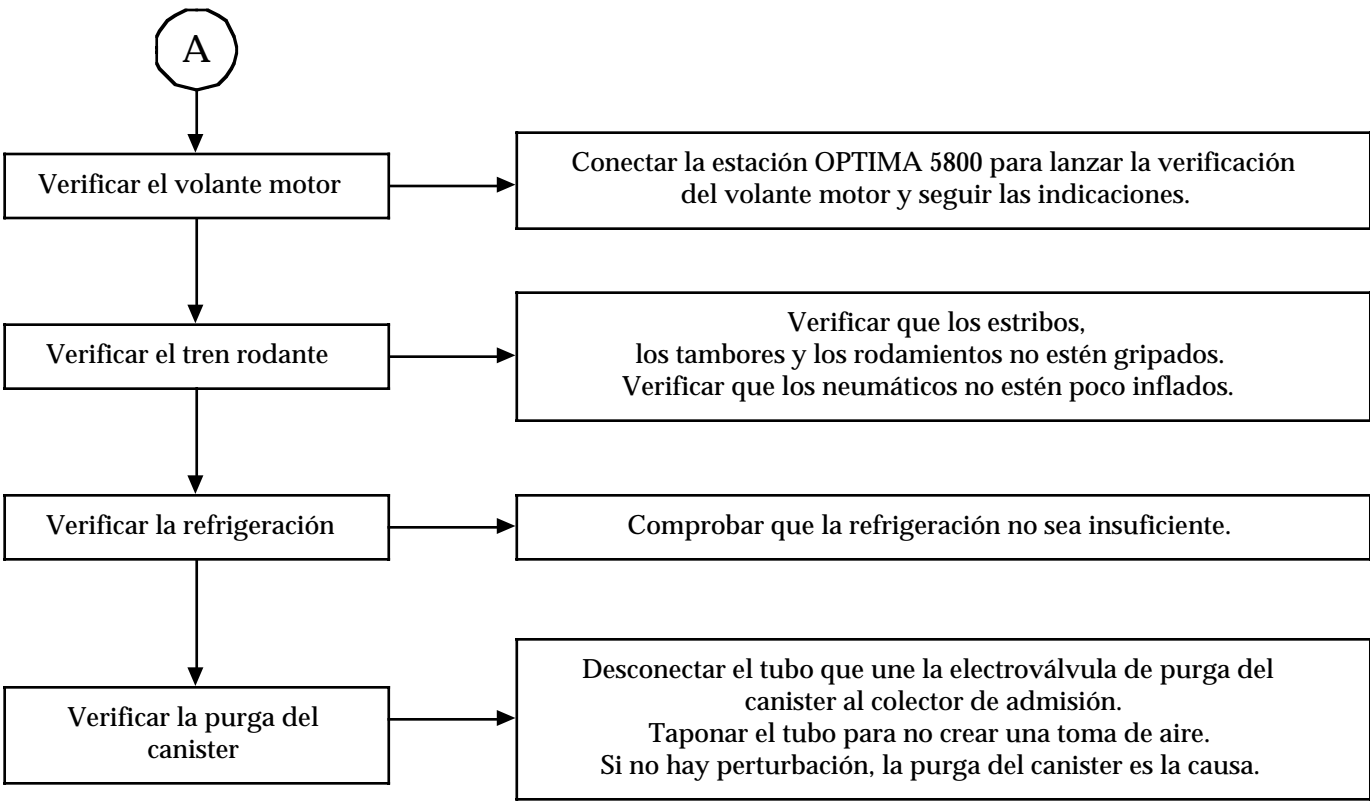 A
Verificar el volante motor
Conectar la estación OPTIMA 5800 para lanzar la verificación
del volante motor y seguir las indicaciones.
Verificar el tren rodante
Verificar que los estribos,
los tambores y los rodamientos no estén gripados.
Verificar que los neumáticos no estén poco inflados.
Verificar la refrigeración
Comprobar que la refrigeración no sea insuficiente.
Verificar la purga del
canister
Desconectar el tubo que une la electroválvula de purga del
canister al colector de admisión.
Taponar el tubo para no crear una toma de aire.
Si no hay perturbación, la purga del canister es la causa.